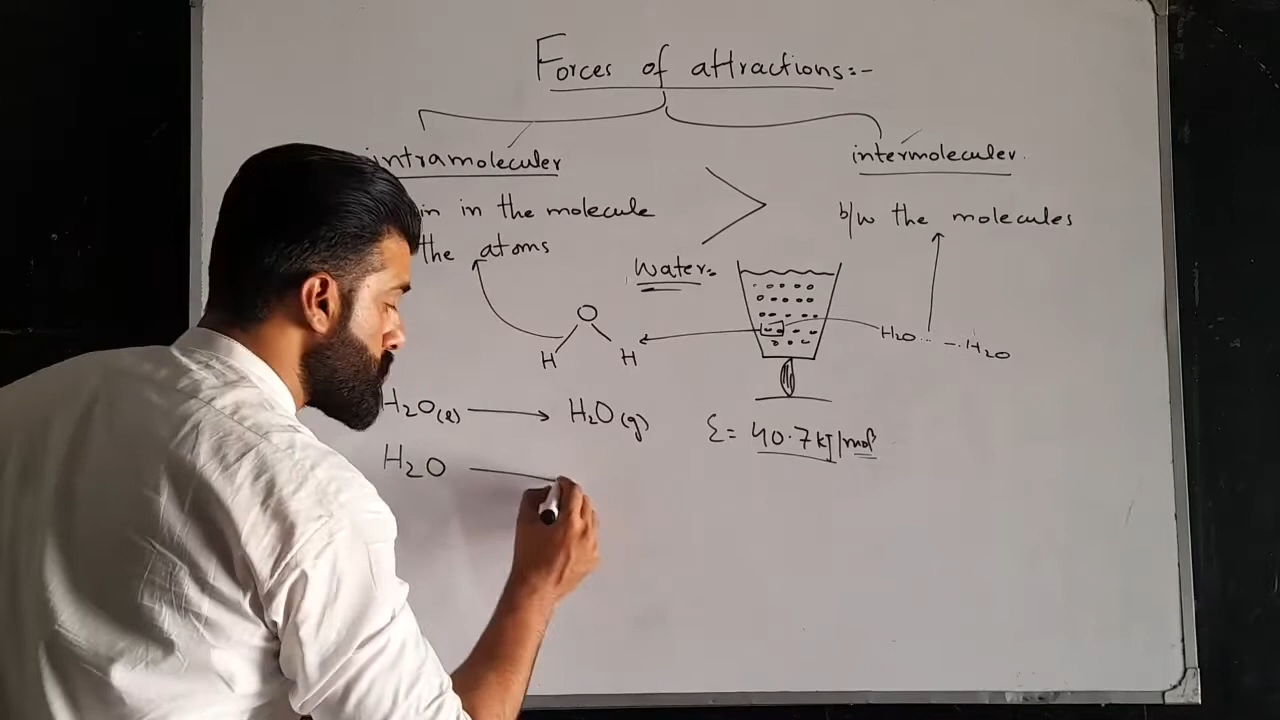 Forces of attractions:-
intramoleculer
intermoleculer.
in in the molecule
b/w the molecules
the atoms
water:
O
H
H
H₂O
H₂O
H₂O(l) → H₂O(g)
Ɛ= 40.7 kJ/mol
H₂O